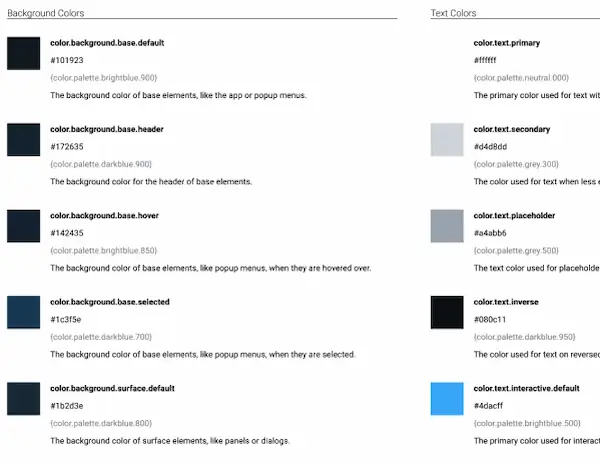 Background Colors
color.background.base.default
#101923
{color.palette.brightblue.900}
The background color of base elements, like the app or popup menus.
color.background.base.header
#172635
{color.palette.darkblue.900}
The background color for the header of base elements.
color.background.base.hover
#142435
{color.palette.brightblue.850}
The background color of base elements, like popup menus, when they are hovered over.
color.background.base.selected
#1c3f5e
{color.palette.darkblue.700}
The background color of base elements, like popup menus, when they are selected.
color.background.surface.default
#1b2d3e
{color.palette.darkblue.800}
The background color of surface elements, like panels or dialogs.
Text Colors
color.text.primary
#ffffff
{color.palette.neutral.000}
The primary color used for text wit
color.text.secondary
#d4d8dd
{color.palette.grey.300}
The color used for text when less e
color.text.placeholder
#a4abb6
{color.palette.grey.500}
The text color used for placeholde
color.text.inverse
#080c11
{color.palette.darkblue.950}
The color used for text on reversed
color.text.interactive.default
#4dacff
{color.palette.brightblue.500}
The primary color used for interact